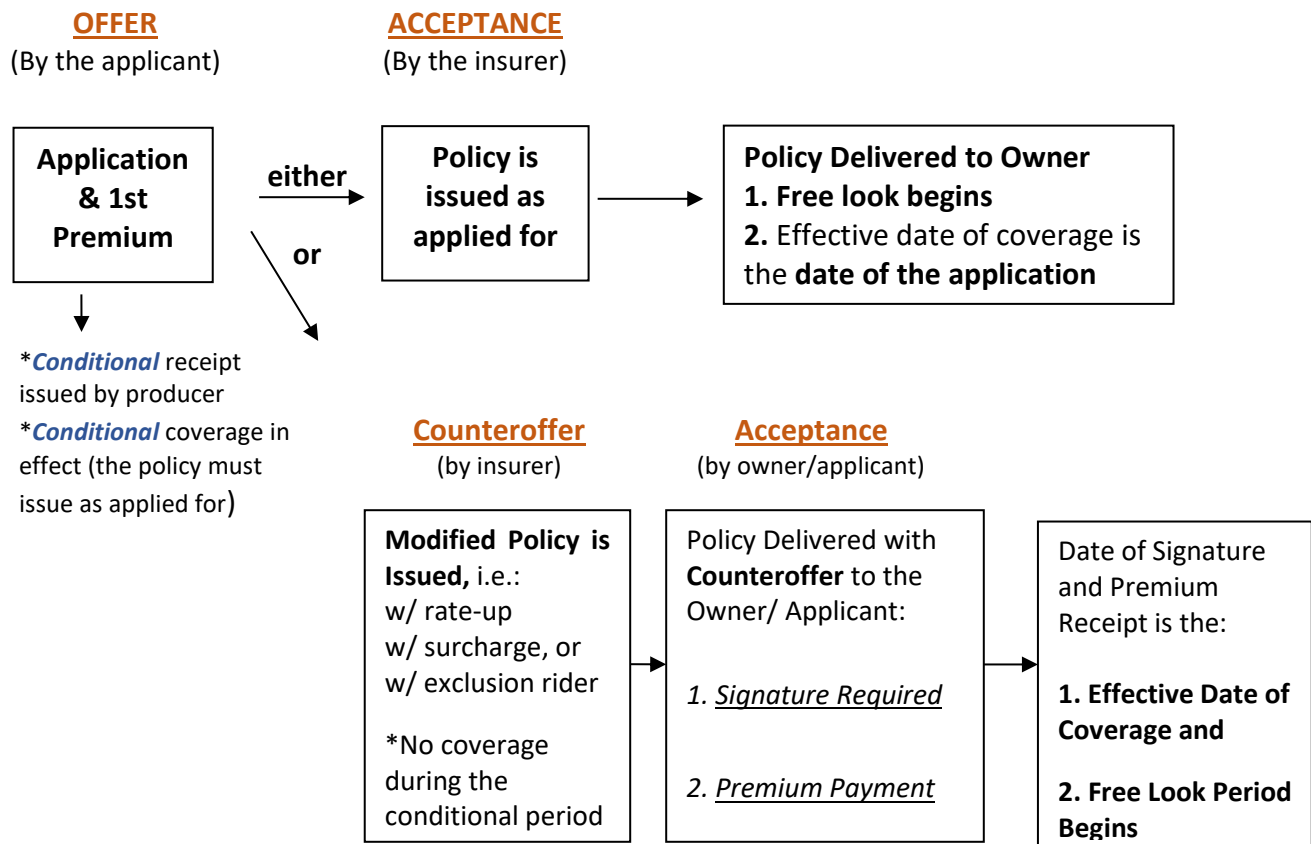 OFFER
(By the applicant)
ACCEPTANCE
(By the insurer)
Application
& 1st
Premium
either
or
Policy is
issued as
applied for
Policy Delivered to Owner
1. Free look begins
2. Effective date of coverage is
the date of the application
*Conditional receipt
issued by producer
*Conditional coverage in
effect (the policy must
issue as applied for)
Counteroffer
(by insurer)
Acceptance
(by owner/applicant)
Modified Policy is
Issued, i.e.:
w/ rate-up
w/ surcharge, or
w/ exclusion rider
*No coverage
during the
conditional period
Policy Delivered with
Counteroffer to the
Owner/ Applicant:
1. Signature Required
2. Premium Payment
Date of Signature
and Premium
Receipt is the:
1. Effective Date of
Coverage and
2. Free Look Period
Begins